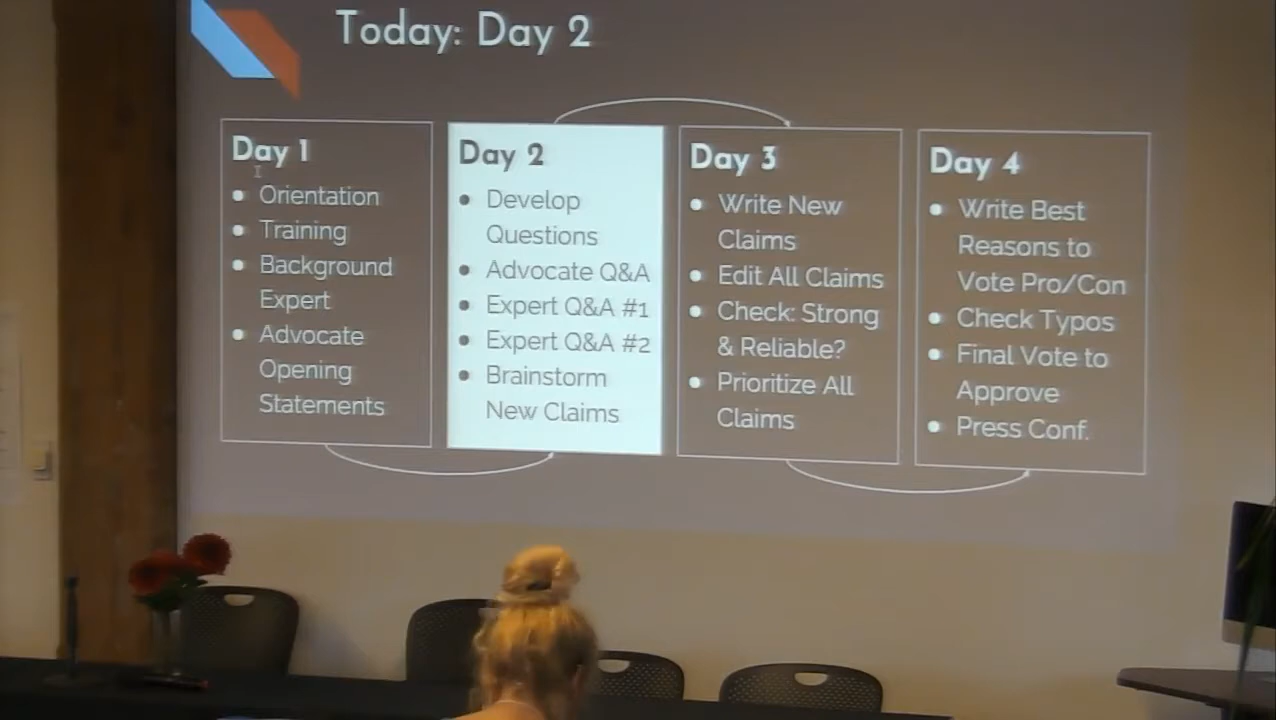 Today: Day 2
Day 1
Orientation
Training
Background
Expert
Advocate
Opening
Statements
Day 2
Develop
Questions
Advocate Q&A
Expert Q&A #1
Expert Q&A #2
Brainstorm
New Claims
Day 3
Write New
Claims
Edit All Claims
Check: Strong
& Reliable?
Prioritize All
Claims
Day 4
Write Best
Reasons to
Vote Pro/Con
Check Typos
Final Vote to
Approve
Press Conf.